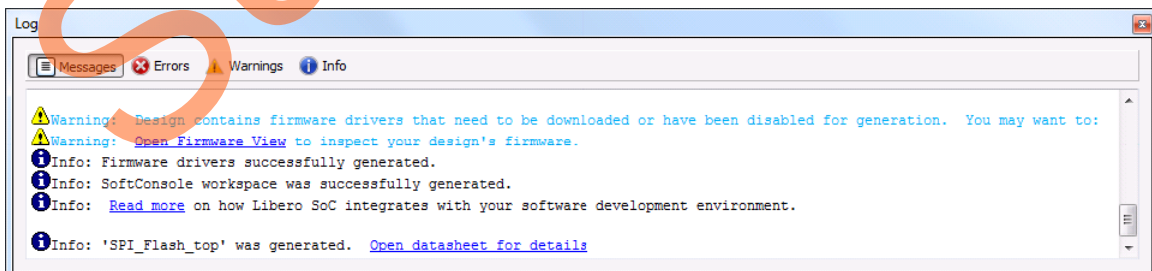 Log
Messages Errors Warnings Info
Warning: Design contains firmware drivers that need to be downloaded or have been disabled for generation. You may want to:
Warning: Open Firmware View to inspect your design's firmware.
Info: Firmware drivers successfully generated.
Info: SoftConsole workspace was successfully generated.
Info: Read more on how Libero SoC integrates with your software development environment.
Info: 'SPI_Flash_top' was generated. Open datasheet for details